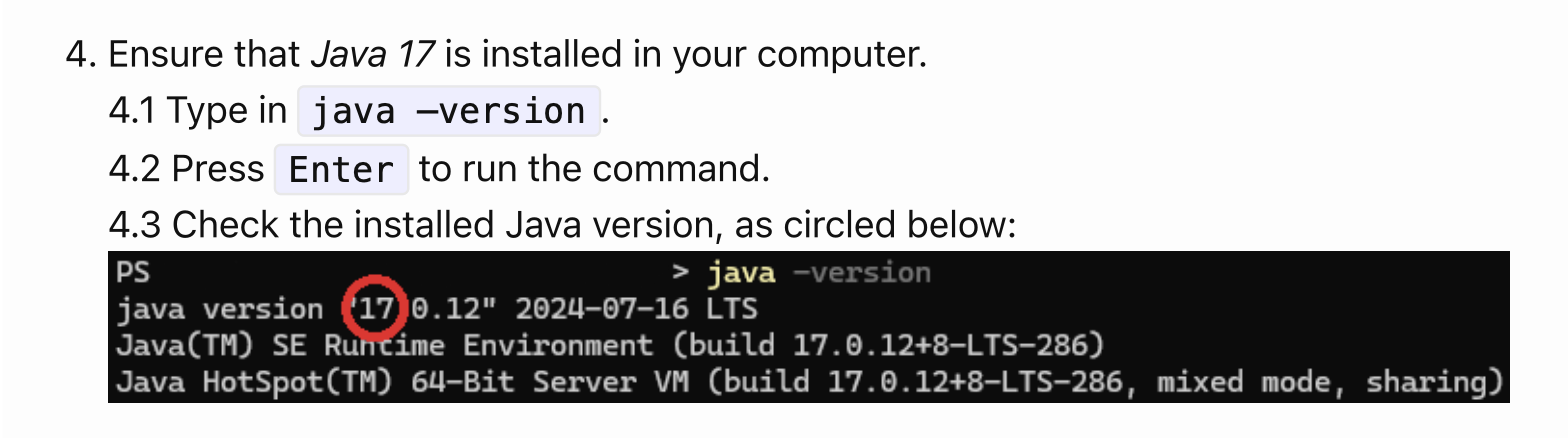 4. Ensure that Java 17 is installed in your computer.
4.1 Type in java –version .
4.2 Press Enter to run the command.
4.3 Check the installed Java version, as circled below:
PS > java -version
java version "17.0.12" 2024-07-16 LTS
Java(TM) SE Runtime Environment (build 17.0.12+8-LTS-286)
Java HotSpot(TM) 64-Bit Server VM (build 17.0.12+8-LTS-286, mixed mode, sharing)